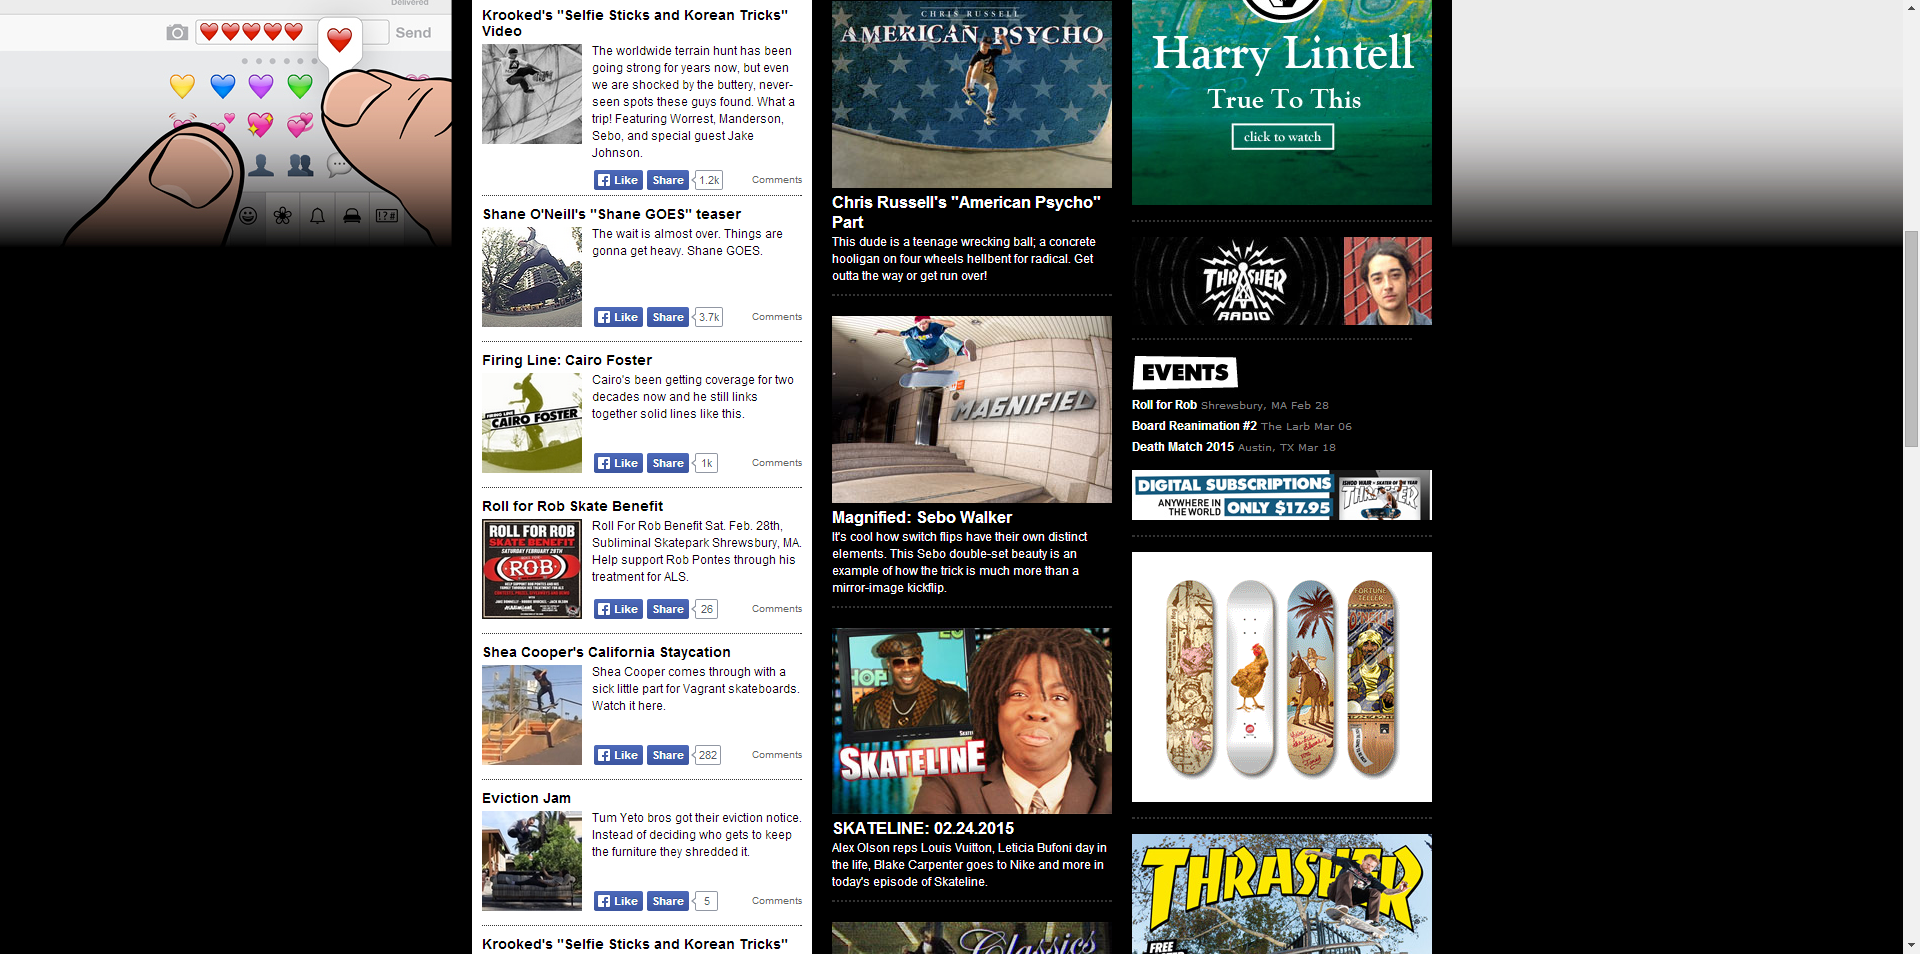 Delivered
Send
!?#
Krooked's "Selfie Sticks and Korean Tricks"
Video
The worldwide terrain hunt has been
going strong for years now, but even
we are shocked by the buttery, never-
seen spots these guys found. What a
trip! Featuring Worrest, Manderson,
Sebo, and special guest Jake
Johnson.
Like Share 1.2k Comments
Shane O'Neill's "Shane GOES" teaser
The wait is almost over. Things are
gonna get heavy. Shane GOES.
Like Share 3.7k Comments
Firing Line: Cairo Foster
FIRING LINE
CAIRO FOSTER
Cairo's been getting coverage for two
decades now and he still links
together solid lines like this.
Like Share 1k Comments
Roll for Rob Skate Benefit
ROLL FOR ROB
SKATE BENEFIT
SATURDAY FEBRUARY 28TH
ROB
Roll For Rob Benefit Sat. Feb. 28th,
Subliminal Skatepark Shrewsbury, MA.
Help support Rob Pontes through his
treatment for ALS.
Like Share 26 Comments
Shea Cooper's California Staycation
Shea Cooper comes through with a
sick little part for Vagrant skateboards.
Watch it here.
Like Share 282 Comments
Eviction Jam
Tum Yeto bros got their eviction notice.
Instead of deciding who gets to keep
the furniture they shredded it.
Like Share 5 Comments
Krooked's "Selfie Sticks and Korean Tricks"
CHRIS RUSSELL
AMERICAN PSYCHO
Chris Russell's "American Psycho"
Part
This dude is a teenage wrecking ball; a concrete
hooligan on four wheels hellbent for radical. Get
outta the way or get run over!
MAGNIFIED
Magnified: Sebo Walker
It's cool how switch flips have their own distinct
elements. This Sebo double-set beauty is an
example of how the trick is much more than a
mirror-image kickflip.
SKATELINE
SKATELINE: 02.24.2015
Alex Olson reps Louis Vuitton, Leticia Bufoni day in
the life, Blake Carpenter goes to Nike and more in
today's episode of Skateline.
Classics
Harry Lintell
True To This
click to watch
THRASHER
RADIO
EVENTS
Roll for Rob Shrewsbury, MA Feb 28
Board Reanimation #2 The Larb Mar 06
Death Match 2015 Austin, TX Mar 18
DIGITAL SUBSCRIPTIONS
ANYWHERE IN
THE WORLD
ONLY $17.95
ISHOD WAIR • SKATER OF THE YEAR
THRASHER
FORTUNE
TELLER
THRASHER
FREE